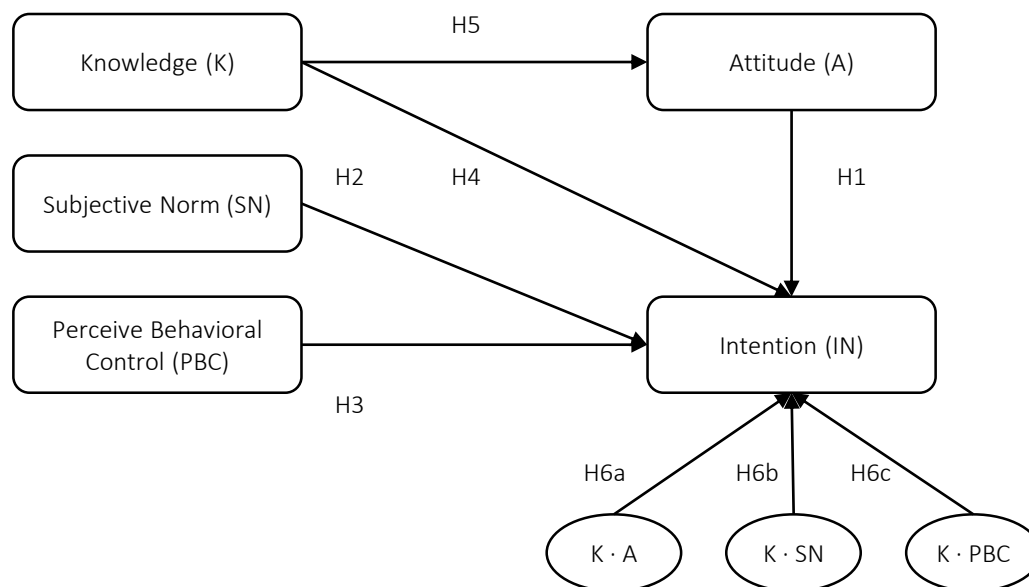 H5
Knowledge (K)
Attitude (A)
H2
H4
H1
Subjective Norm (SN)
Perceive Behavioral
Control (PBC)
Intention (IN)
H3
H6a
H6b
H6c
K · A
K · SN
K · PBC